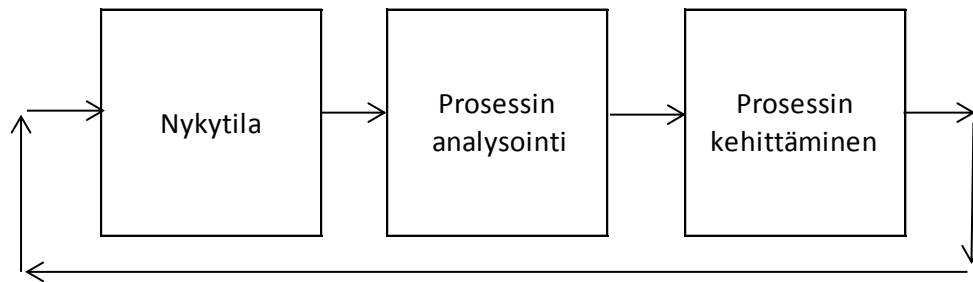 Nykytila
Prosessin
analysointi
Prosessin
kehittäminen